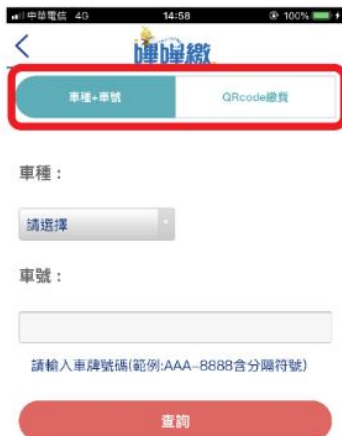 中華電信 4G 14:58 100%
嗶嗶繳
車種+車號 QRcode繳費
車種：
請選擇
車號：
請輸入車牌號碼(範例:AAA-8888含分隔符號)
查詢